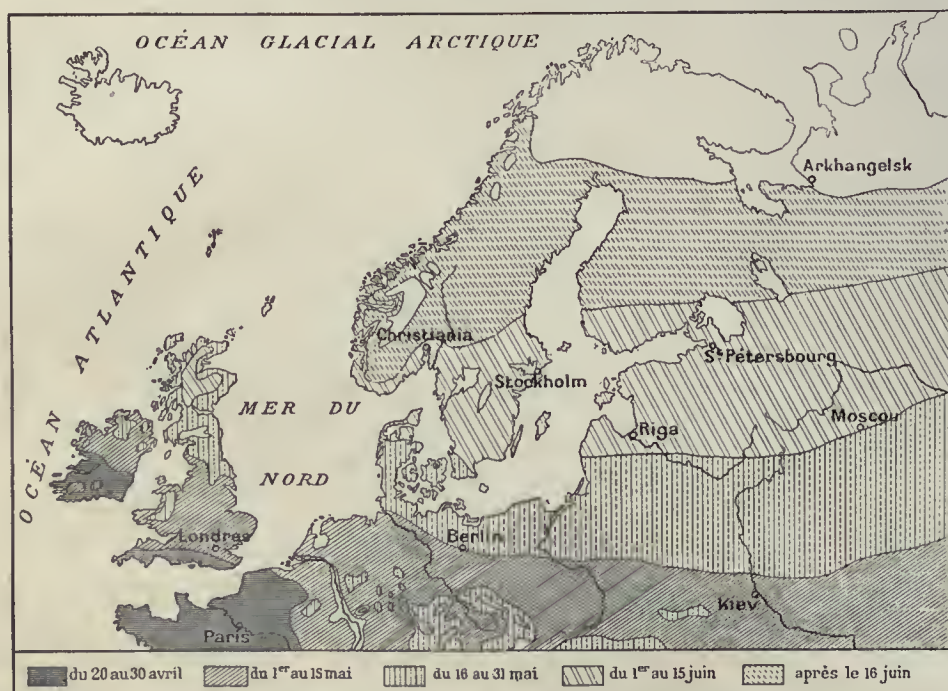 OCÉAN GLACIAL ARCTIQUE
OCÉAN ATLANTIQUE
Arkhangelsk
Christiania
Stockholm
St Pétersbourg
MER DU
NORD
Riga
Moscou
Londres
Berlin
Kiev
Paris
du 20 au 30 avril
du 1er au 15 mai
du 16 au 31 mai
du 1er au 15 juin
après le 16 juin